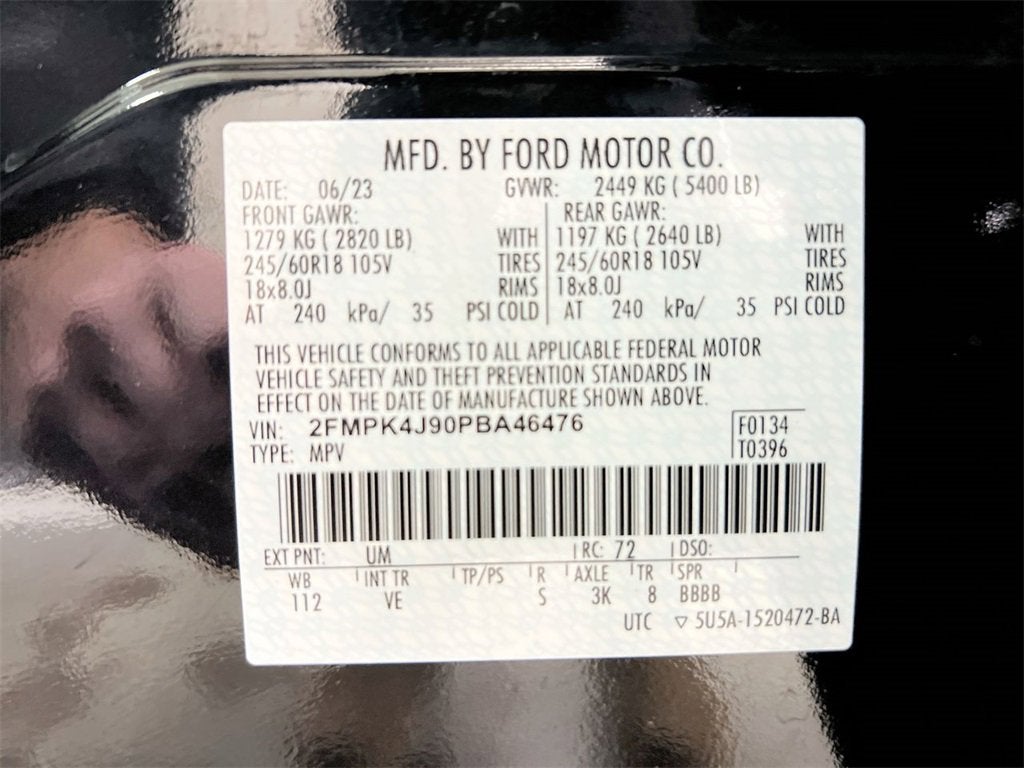 MFD. BY FORD MOTOR CO.
DATE: 06/23 GVWR: 2449 KG ( 5400 LB)
FRONT GAWR: REAR GAWR:
1279 KG ( 2820 LB) WITH 1197 KG ( 2640 LB) WITH
245/60R18 105V TIRES 245/60R18 105V TIRES
18x8.0J RIMS 18x8.0J RIMS
AT 240 kPa/ 35 PSI COLD AT 240 kPa/ 35 PSI COLD
THIS VEHICLE CONFORMS TO ALL APPLICABLE FEDERAL MOTOR
VEHICLE SAFETY AND THEFT PREVENTION STANDARDS IN
EFFECT ON THE DATE OF MANUFACTURE SHOWN ABOVE.
VIN: 2FMPK4J90PBA46476 F0134
TYPE: MPV T0396
EXT PNT: UM RC: 72 DSO:
WB INT TR TP/PS R AXLE TR SPR
112 VE S 3K 8 BBBB
UTC ▽ 5U5A-1520472-BA